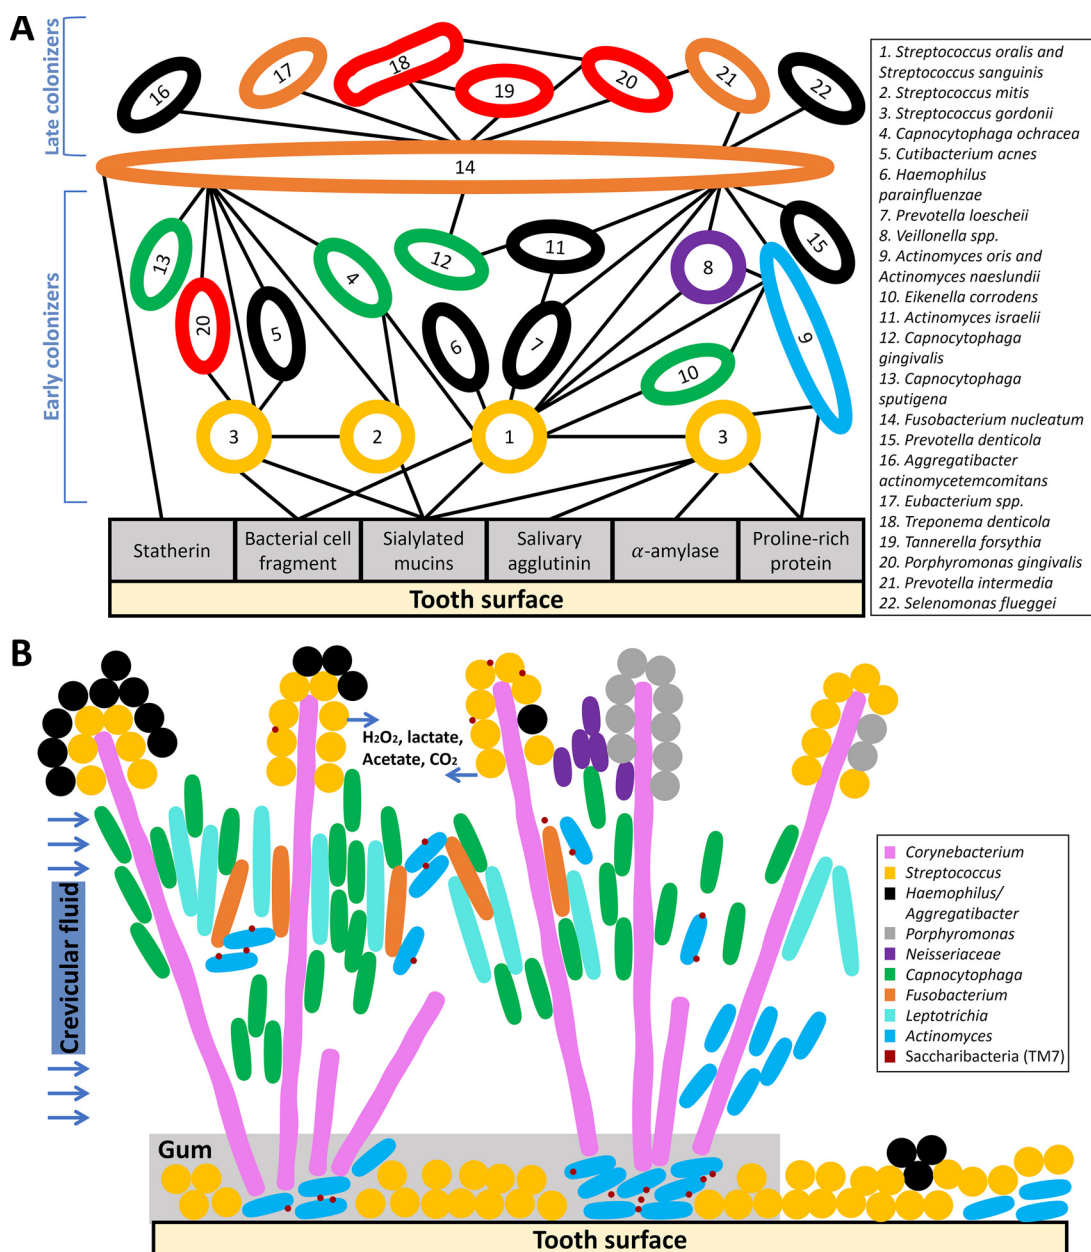 A
Late colonizers
Early colonizers
16
17
18
19
20
21
22
14
13
20
5
4
12
11
6
7
8
15
9
10
3
2
1
3
Statherin
Bacterial cell
fragment
Sialylated
mucins
Salivary
agglutinin
α-amylase
Proline-rich
protein
Tooth surface
1. Streptococcus oralis and
Streptococcus sanguinis
2. Streptococcus mitis
3. Streptococcus gordonii
4. Capnocytophaga ochracea
5. Cutibacterium acnes
6. Haemophilus
parainfluenzae
7. Prevotella loescheii
8. Veillonella spp.
9. Actinomyces oris and
Actinomyces naeslundii
10. Eikenella corrodens
11. Actinomyces israelii
12. Capnocytophaga
gingivalis
13. Capnocytophaga
sputigena
14. Fusobacterium nucleatum
15. Prevotella denticola
16. Aggregatibacter
actinomycetemcomitans
17. Eubacterium spp.
18. Treponema denticola
19. Tannerella forsythia
20. Porphyromonas gingivalis
21. Prevotella intermedia
22. Selenomonas flueggei
B
H₂O₂, lactate,
Acetate, CO₂
Crevicular fluid
Gum
Tooth surface
Corynebacterium
Streptococcus
Haemophilus/
Aggregatibacter
Porphyromonas
Neisseriaceae
Capnocytophaga
Fusobacterium
Leptotrichia
Actinomyces
Saccharibacteria (TM7)